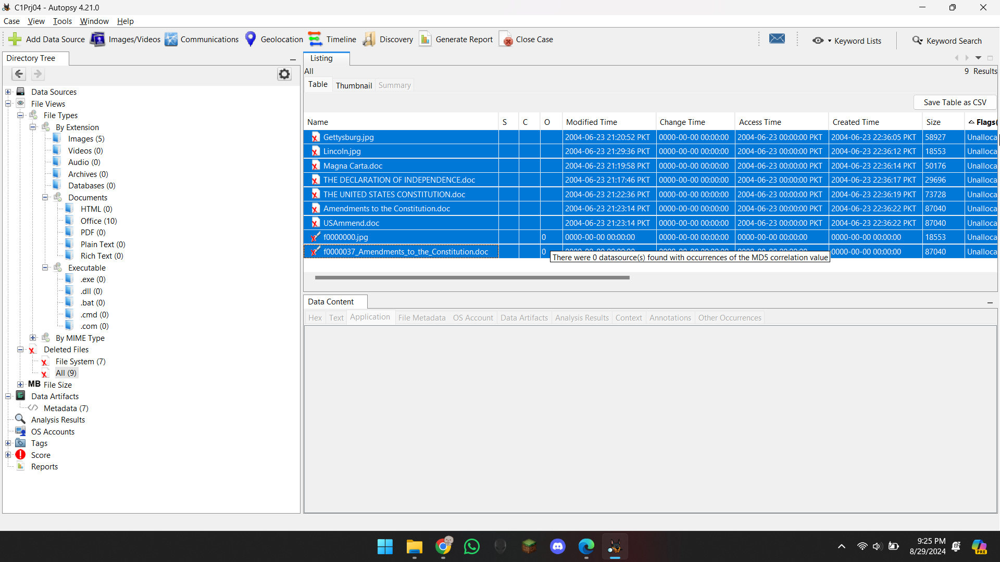 C1Prj04 - Autopsy 4.21.0
Case View Tools Window Help
Add Data Source Images/Videos Communications Geolocation Timeline Discovery Generate Report Close Case Keyword Lists Keyword Search
Directory Tree
Data Sources
File Views
File Types
By Extension
Images (5)
Videos (0)
Audio (0)
Archives (0)
Databases (0)
Documents
HTML (0)
Office (10)
PDF (0)
Plain Text (0)
Rich Text (0)
Executable
.exe (0)
.dll (0)
.bat (0)
.cmd (0)
.com (0)
By MIME Type
Deleted Files
File System (7)
All (9)
MB File Size
Data Artifacts
Metadata (7)
Analysis Results
OS Accounts
Tags
Score
Reports
Listing
All 9 Results
Table Thumbnail Summary
Save Table as CSV
Name S C O Modified Time Change Time Access Time Created Time Size Flags(
Gettysburg.jpg 2004-06-23 21:20:52 PKT 0000-00-00 00:00:00 2004-06-23 00:00:00 PKT 2004-06-23 22:36:05 PKT 58927 Unalloca
Lincoln.jpg 2004-06-23 21:29:36 PKT 0000-00-00 00:00:00 2004-06-23 00:00:00 PKT 2004-06-23 22:36:12 PKT 18553 Unalloca
Magna Carta.doc 2004-06-23 21:19:58 PKT 0000-00-00 00:00:00 2004-06-23 00:00:00 PKT 2004-06-23 22:36:14 PKT 50176 Unalloca
THE DECLARATION OF INDEPENDENCE.doc 2004-06-23 21:17:46 PKT 0000-00-00 00:00:00 2004-06-23 00:00:00 PKT 2004-06-23 22:36:17 PKT 29696 Unalloca
THE UNITED STATES CONSTITUTION.doc 2004-06-23 21:22:36 PKT 0000-00-00 00:00:00 2004-06-23 00:00:00 PKT 2004-06-23 22:36:19 PKT 73728 Unalloca
Amendments to the Constitution.doc 2004-06-23 21:23:14 PKT 0000-00-00 00:00:00 2004-06-23 00:00:00 PKT 2004-06-23 22:36:22 PKT 87040 Unalloca
USAmmend.doc 2004-06-23 21:23:14 PKT 0000-00-00 00:00:00 2004-06-23 00:00:00 PKT 2004-06-23 22:36:22 PKT 87040 Unalloca
f0000000.jpg 0 0000-00-00 00:00:00 0000-00-00 00:00:00 0000-00-00 00:00:00 0000-00-00 00:00:00 18553 Unalloca
f0000037_Amendments_to_the_Constitution.doc 0 0000-00-00 00:00:00 87040 Unalloca
There were 0 datasource(s) found with occurrences of the MD5 correlation value
Data Content
Hex Text Application File Metadata OS Account Data Artifacts Analysis Results Context Annotations Other Occurrences
9:25 PM
8/29/2024
PRE